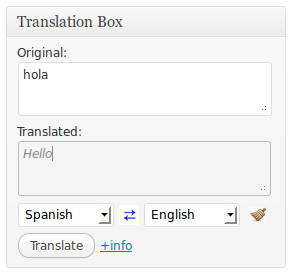 Translation Box
Original:
hola
Translated:
Hello
Spanish English
Translate +info